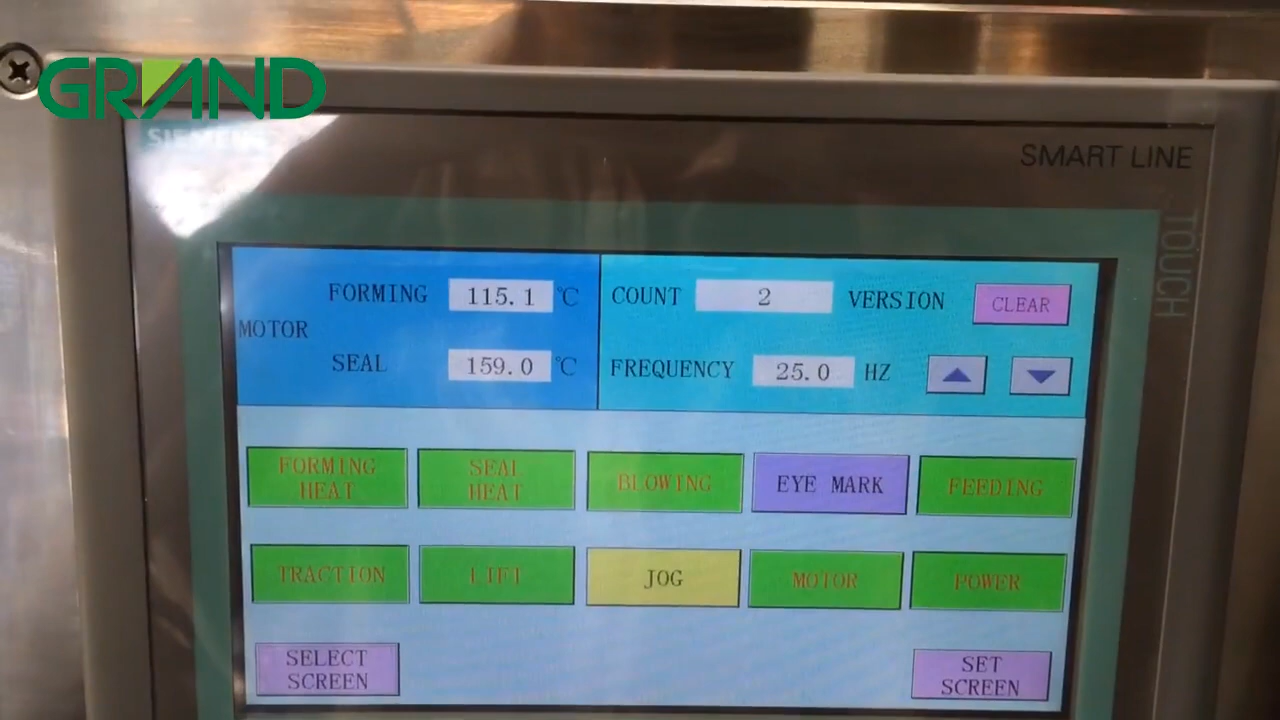 GRAND
SIEMENS
SMART LINE
TOUCH
FORMING 115.1 ℃
MOTOR
SEAL 159.0 ℃
COUNT 2 VERSION CLEAR
FREQUENCY 25.0 HZ
FORMING
HEAT
SEAL
HEAT
BLOWING
EYE MARK
FEEDING
TRACTION
LIFT
JOG
MOTOR
POWER
SELECT
SCREEN
SET
SCREEN